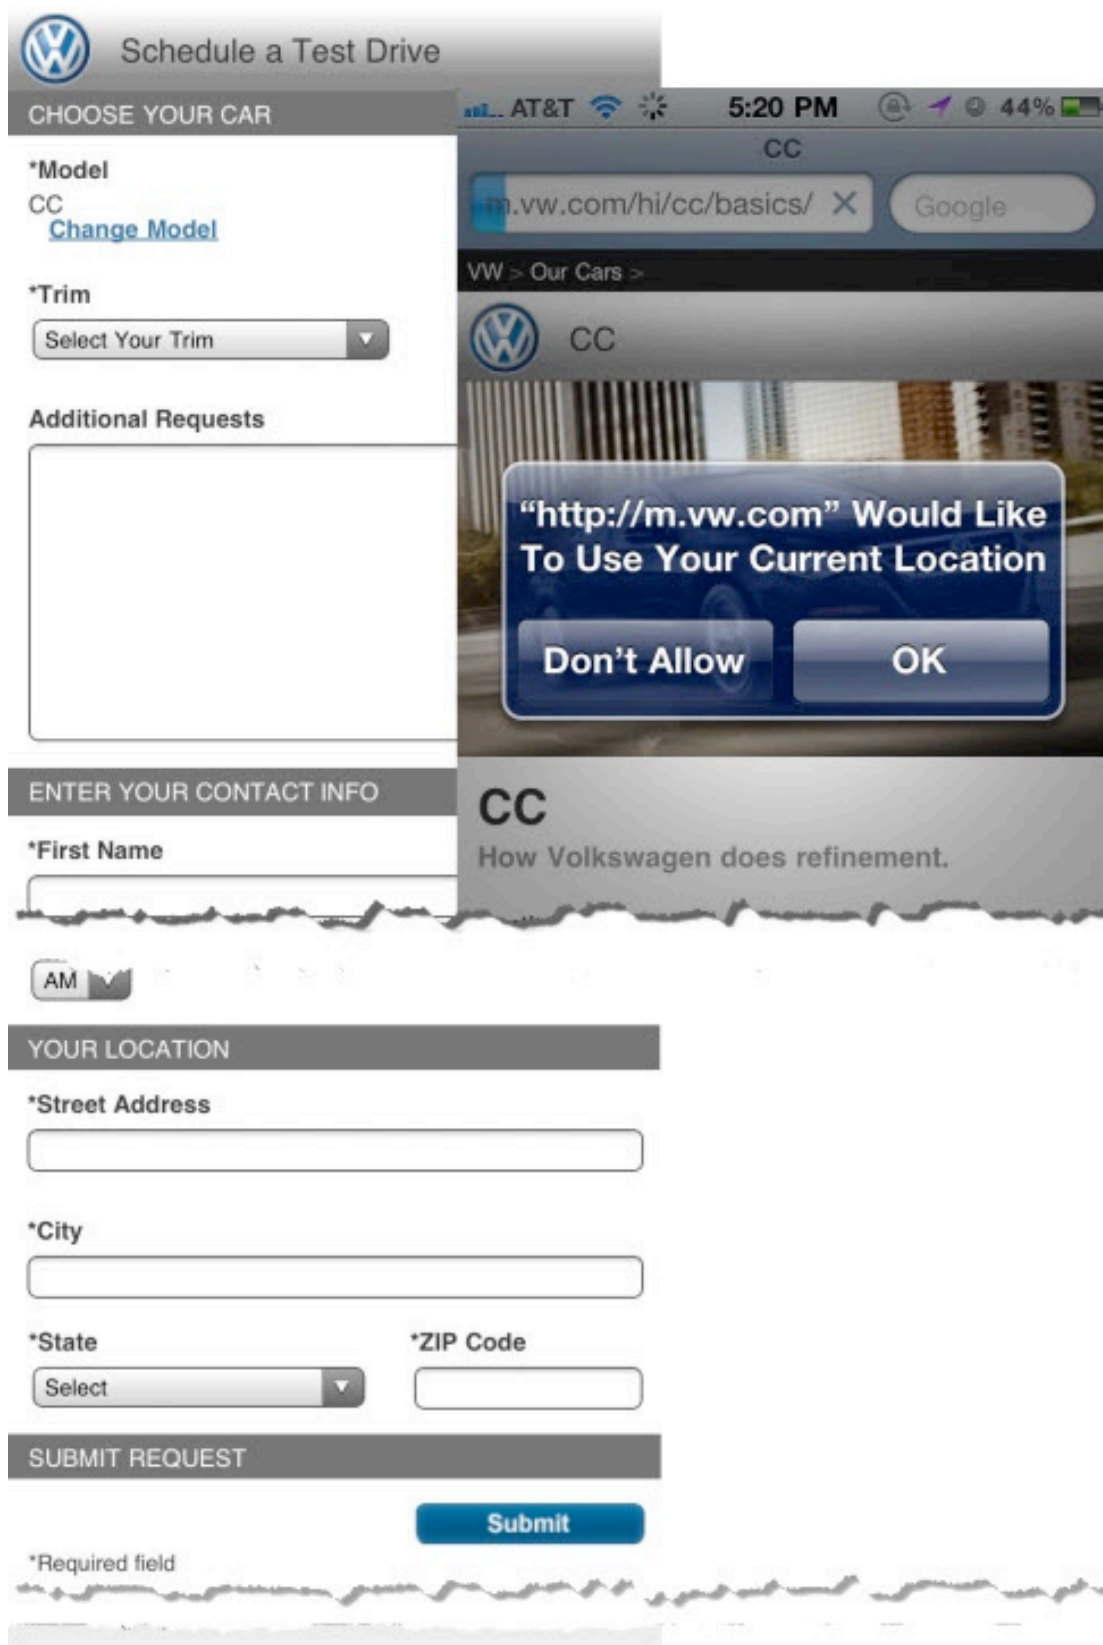 Schedule a Test Drive
CHOOSE YOUR CAR
*Model
CC
Change Model
*Trim
Select Your Trim
Additional Requests
ENTER YOUR CONTACT INFO
*First Name
AT&T 5:20 PM 44%
CC
m.vw.com/hi/cc/basics/ Google
VW > Our Cars >
CC
“http://m.vw.com” Would Like
To Use Your Current Location
Don’t Allow OK
CC
How Volkswagen does refinement.
AM
YOUR LOCATION
*Street Address
*City
*State *ZIP Code
Select
SUBMIT REQUEST
Submit
*Required field